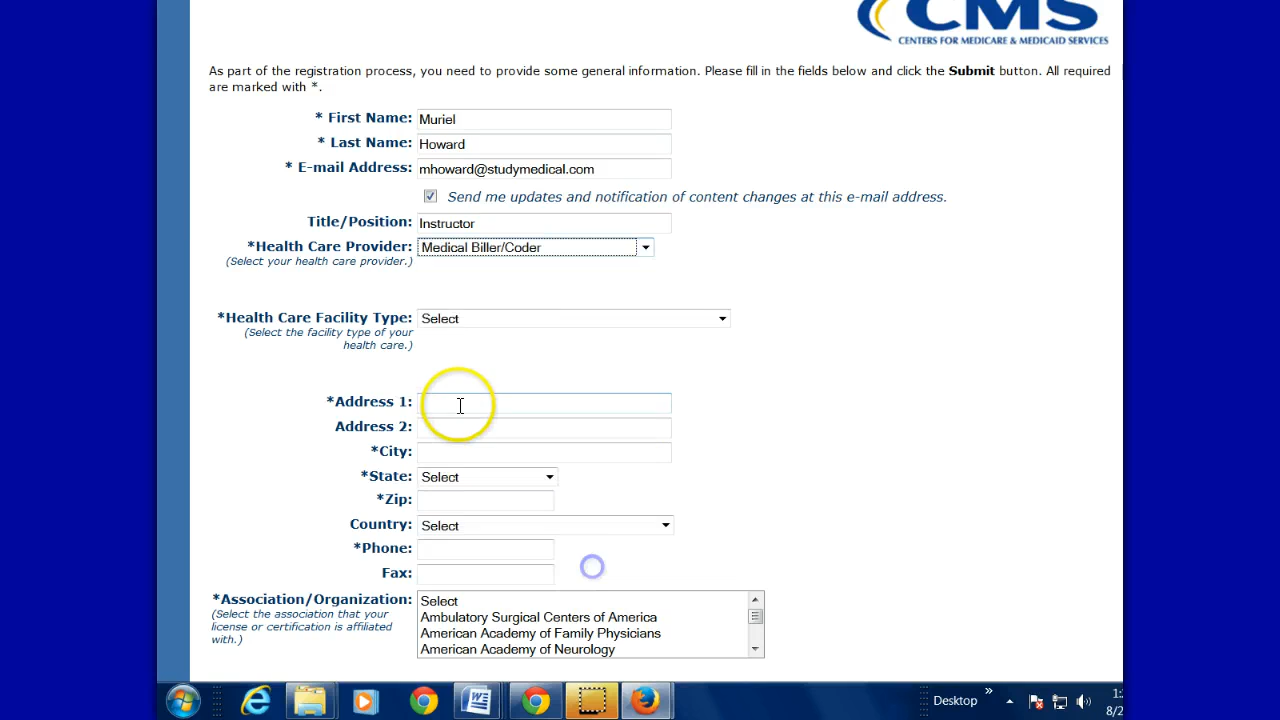 CMS
CENTERS FOR MEDICARE & MEDICAID SERVICES
As part of the registration process, you need to provide some general information. Please fill in the fields below and click the Submit button. All required
are marked with *.
* First Name: Muriel
* Last Name: Howard
* E-mail Address: mhoward@studymedical.com
Send me updates and notification of content changes at this e-mail address.
Title/Position: Instructor
*Health Care Provider: Medical Biller/Coder
(Select your health care provider.)
*Health Care Facility Type: Select
(Select the facility type of your
health care.)
*Address 1:
Address 2:
*City:
*State: Select
*Zip:
Country: Select
*Phone:
Fax:
*Association/Organization: Select
(Select the association that your
license or certification is affiliated
with.)
Ambulatory Surgical Centers of America
American Academy of Family Physicians
American Academy of Neurology
Desktop